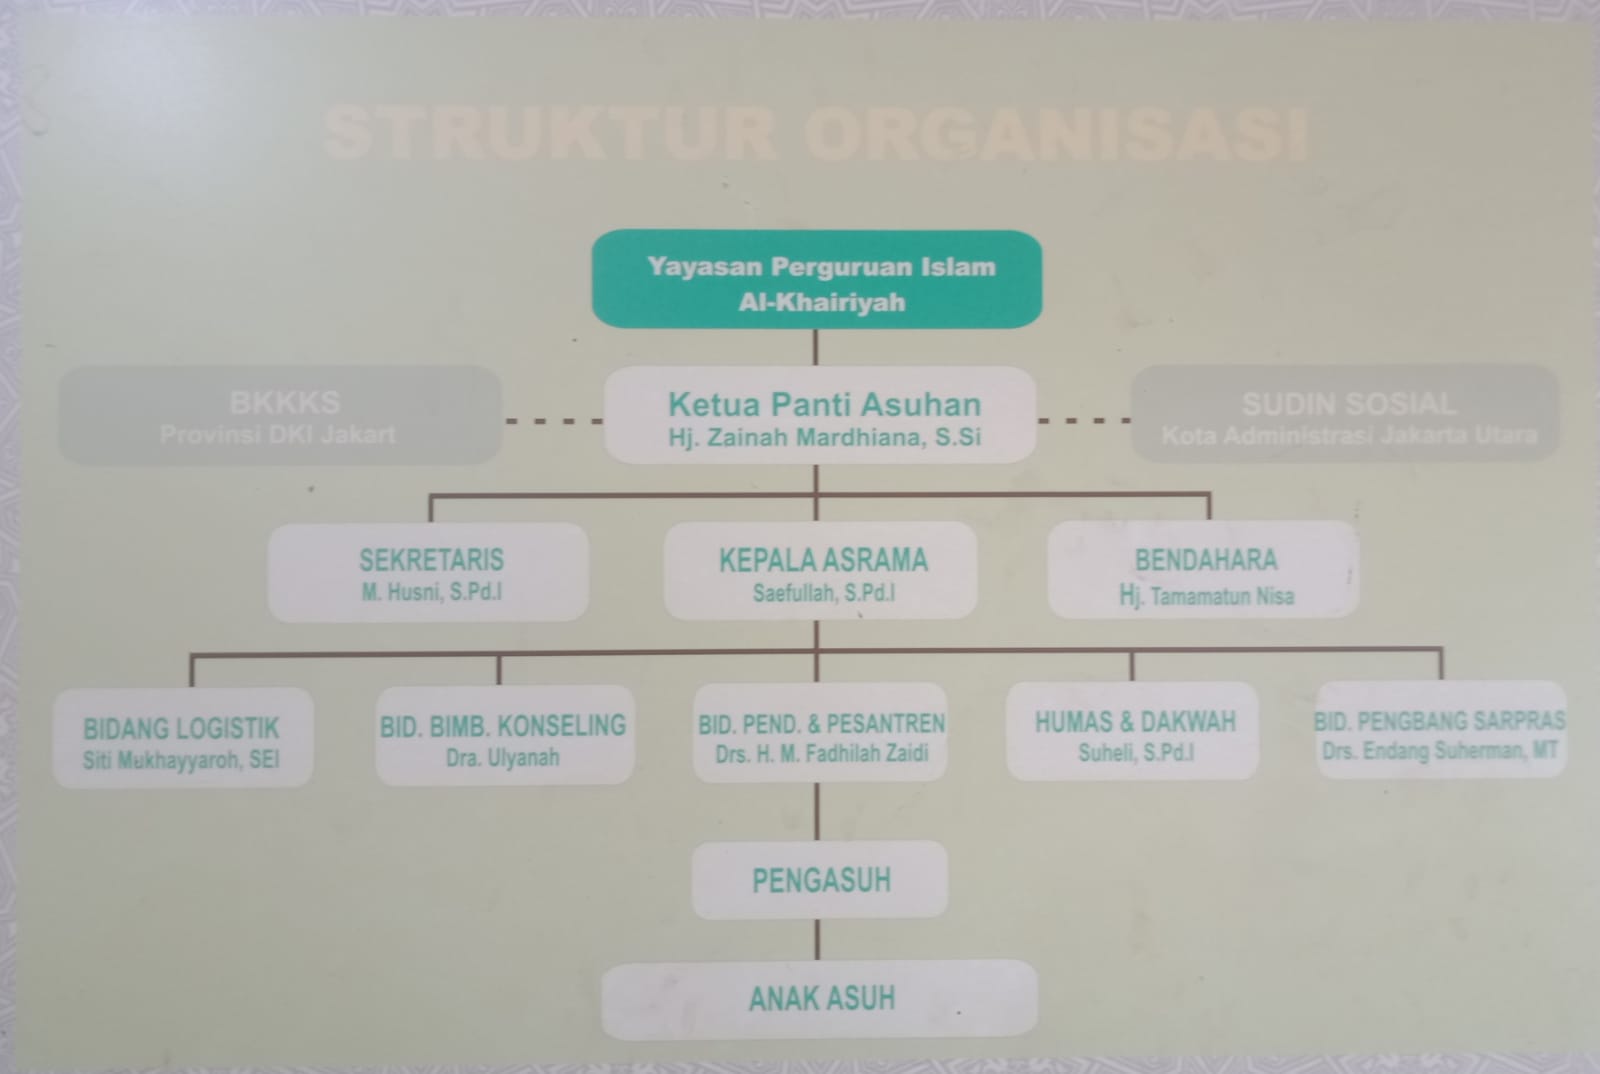 STRUKTUR ORGANISASI
Yayasan Perguruan Islam
Al-Khairiyah
BKKKS
Provinsi DKI Jakart
Ketua Panti Asuhan
Hj. Zainah Mardhiana, S.Si
SUDIN SOSIAL
Kota Administrasi Jakarta Utara
SEKRETARIS
M. Husni, S.Pd.I
KEPALA ASRAMA
Saefullah, S.Pd.I
BENDAHARA
Hj. Tamamatun Nisa
BIDANG LOGISTIK
Siti Mukhayyaroh, SEI
BID. BIMB. KONSELING
Dra. Ulyanah
BID. PEND. & PESANTREN
Drs. H. M. Fadhilah Zaidi
HUMAS & DAKWAH
Suheli, S.Pd.I
BID. PENGBANG SARPRAS
Drs. Endang Suherman, MT
PENGASUH
ANAK ASUH